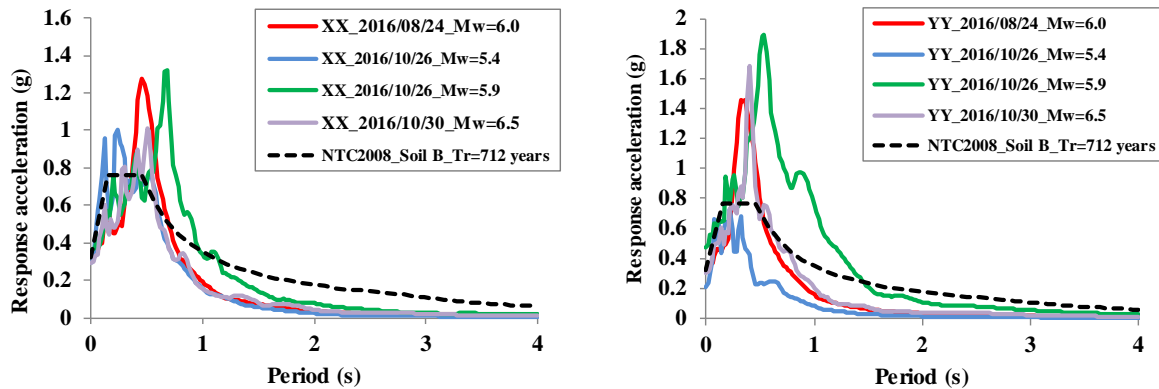 1.6
1.4
1.2
1
0.8
0.6
0.4
0.2
0
Response acceleration (g)
0 1 2 3 4
Period (s)
XX_2016/08/24_Mw=6.0
XX_2016/10/26_Mw=5.4
XX_2016/10/26_Mw=5.9
XX_2016/10/30_Mw=6.5
NTC2008_Soil B_Tr=712 years
2
1.8
1.6
1.4
1.2
1
0.8
0.6
0.4
0.2
0
Response acceleration (g)
0 1 2 3 4
Period (s)
YY_2016/08/24_Mw=6.0
YY_2016/10/26_Mw=5.4
YY_2016/10/26_Mw=5.9
YY_2016/10/30_Mw=6.5
NTC2008_Soil B_Tr=712 years